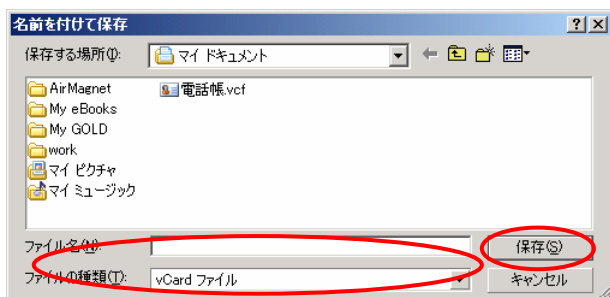 名前を付けて保存
保存する場所(I):
マイ ドキュメント
AirMagnet
My eBooks
My GOLD
work
マイ ピクチャ
マイ ミュージック
電話帳.vcf
ファイル名(N):
保存(S)
ファイルの種類(T):
vCard ファイル
キャンセル